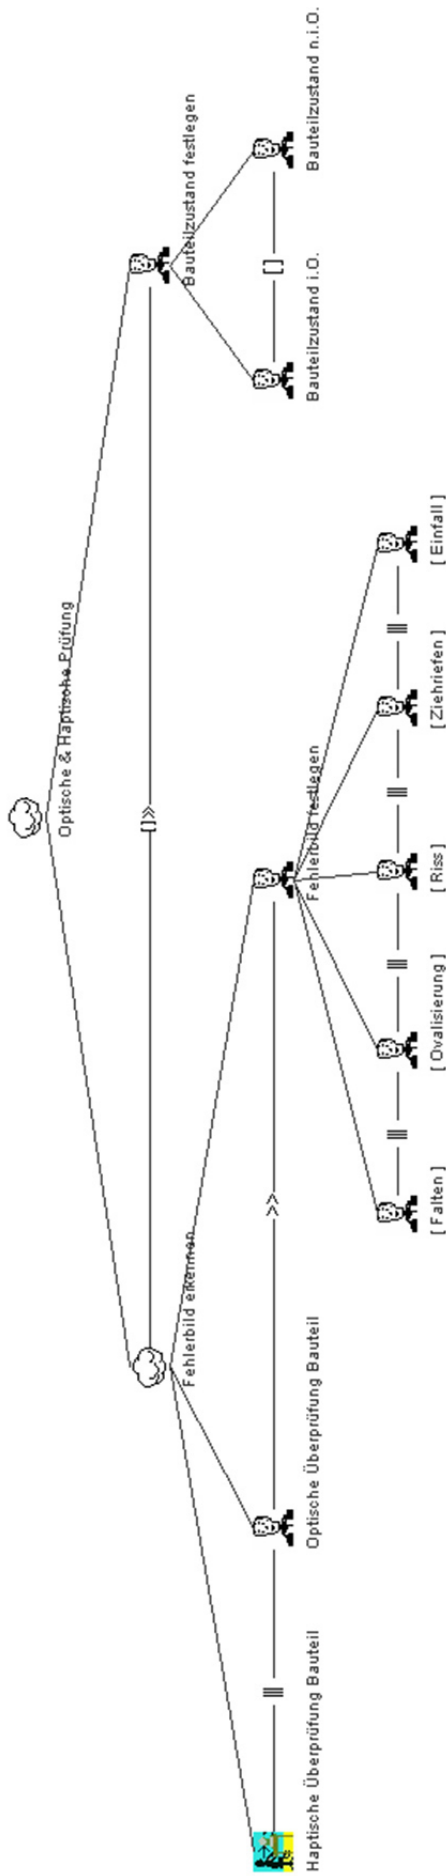 Optische & Haptische Prüfung
Fehlerbild erkennen
[]>>
Bauteilzustand festlegen
Haptische Überprüfung Bauteil
|||
Optische Überprüfung Bauteil
>>
Fehlerbild festlegen
Bauteilzustand i.O.
[]
Bauteilzustand n.i.O.
[ Falten ]
|||
[ Ovalisierung ]
|||
[ Riss ]
|||
[ Ziehriefen ]
|||
[ Einfall ]